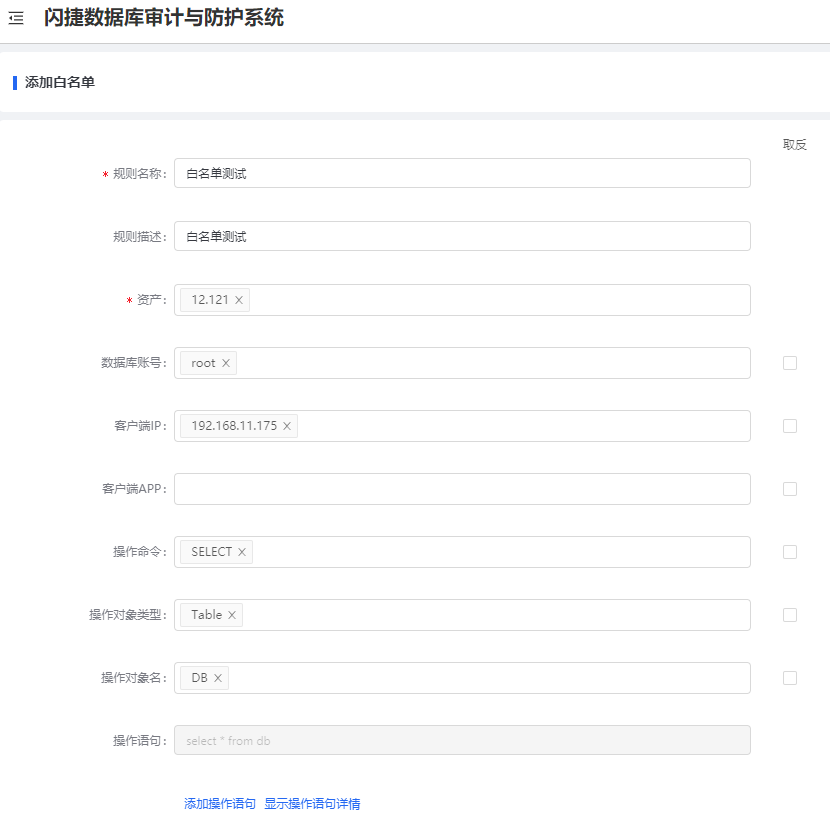 闪捷数据库审计与防护系统
添加白名单
取反
* 规则名称: 白名单测试
规则描述: 白名单测试
* 资产: 12.121 ×
数据库账号: root ×
客户端IP: 192.168.11.175 ×
客户端APP:
操作命令: SELECT ×
操作对象类型: Table ×
操作对象名: DB ×
操作语句: select * from db
添加操作语句 显示操作语句详情